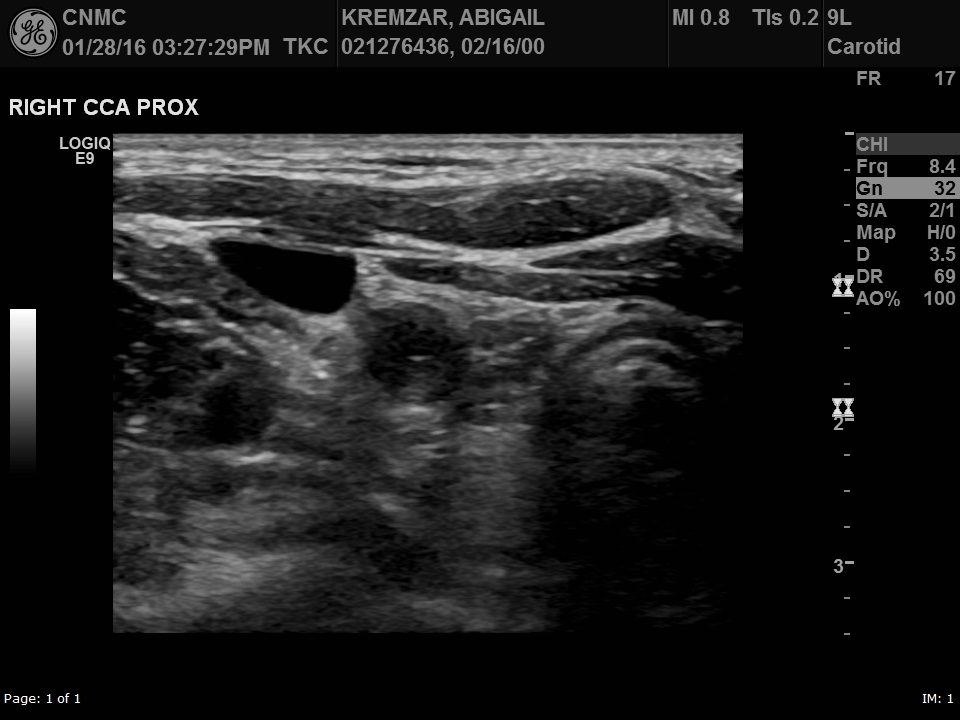 CNMC
01/28/16 03:27:29PM TKC
KREMZAR, ABIGAIL
021276436, 02/16/00
MI 0.8 TIs 0.2
9L
Carotid
FR 17
RIGHT CCA PROX
LOGIQ
E9
CHI
Frq 8.4
Gn 32
S/A 2/1
Map H/0
D 3.5
DR 69
AO% 100
1
2
3
Page: 1 of 1
IM: 1